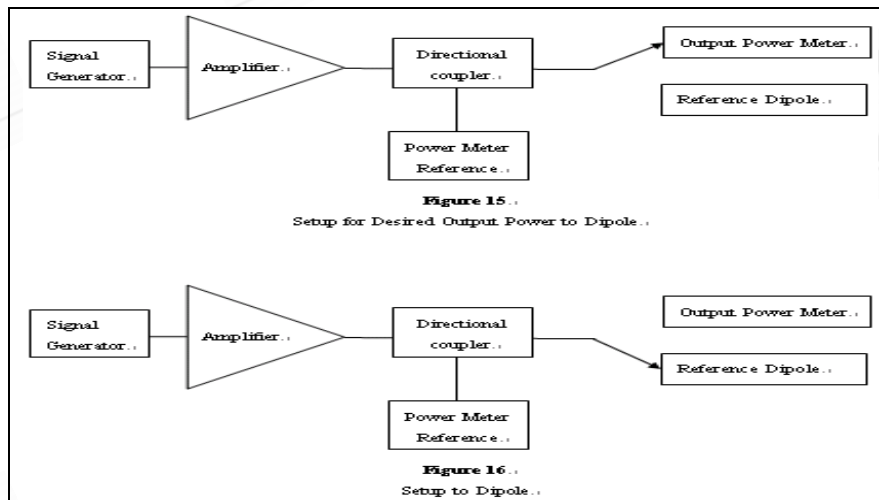 Signal
Generator
Amplifier
Directional
coupler
Output Power Meter
Reference Dipole
Power Meter
Reference
Figure 15
Setup for Desired Output Power to Dipole
Signal
Generator
Amplifier
Directional
coupler
Output Power Meter
Reference Dipole
Power Meter
Reference
Figure 16
Setup to Dipole